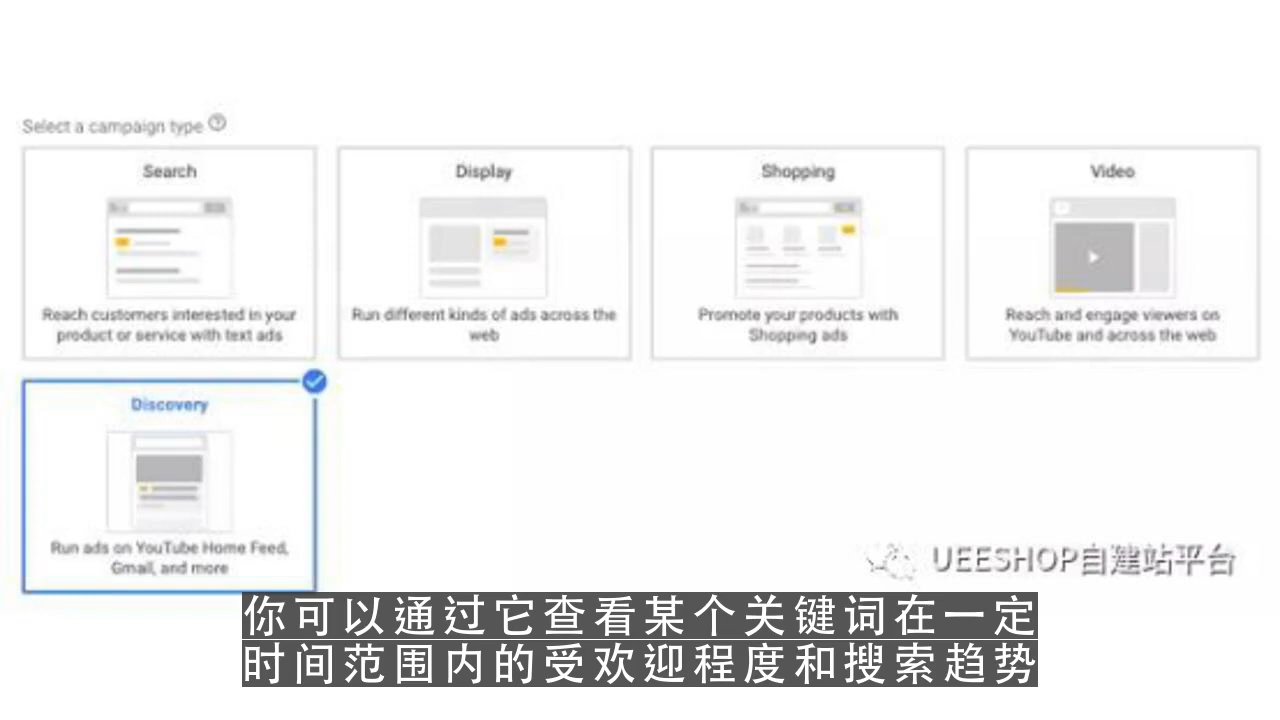 Select a campaign type ?
Search
Reach customers interested in your
product or service with text ads
Display
Run different kinds of ads across the
web
Shopping
Promote your products with
Shopping ads
Video
Reach and engage viewers on
YouTube and across the web
Discovery
Run ads on YouTube Home Feed,
Gmail, and more
UEESHOP自建站平台
你可以通过它查看某个关键词在一定
时间范围内的受欢迎程度和搜索趋势